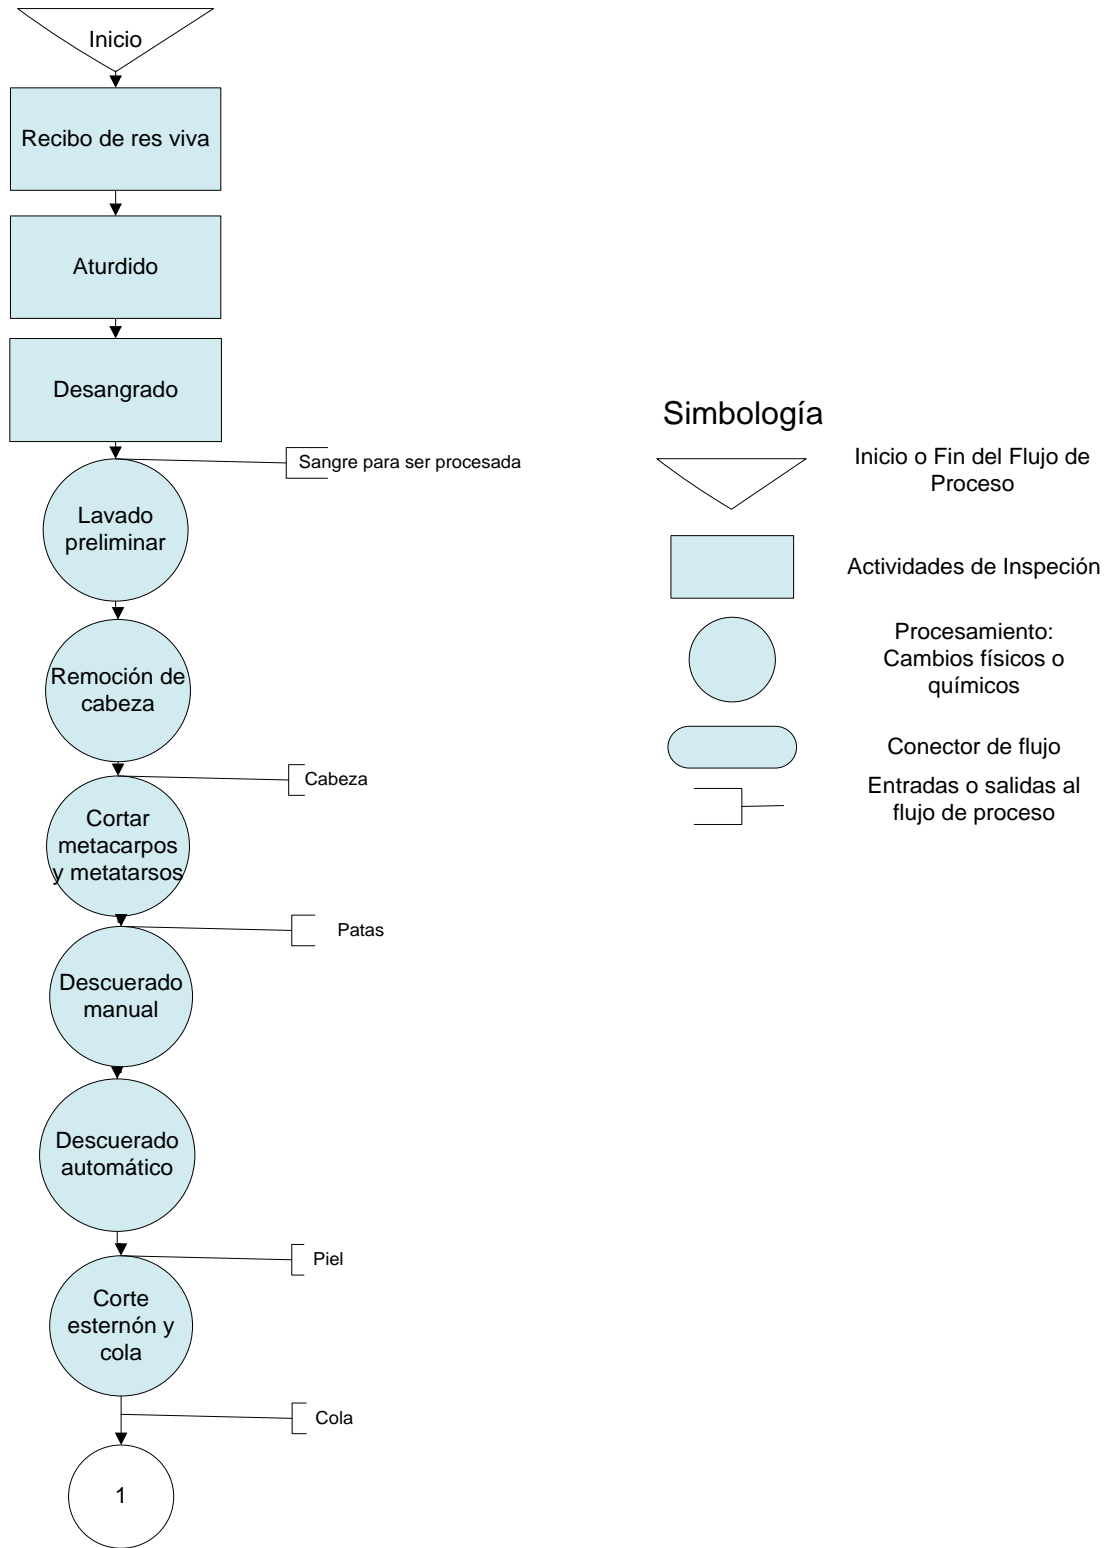 Inicio
Recibo de res viva
Aturdido
Desangrado
Sangre para ser procesada
Lavado
preliminar
Remoción de
cabeza
Cabeza
Cortar
metacarpos
y metatarsos
Patas
Descuerado
manual
Descuerado
automático
Piel
Corte
esternón y
cola
Cola
1
Simbología
Inicio o Fin del Flujo de
Proceso
Actividades de Inspeción
Procesamiento:
Cambios físicos o
químicos
Conector de flujo
Entradas o salidas al
flujo de proceso